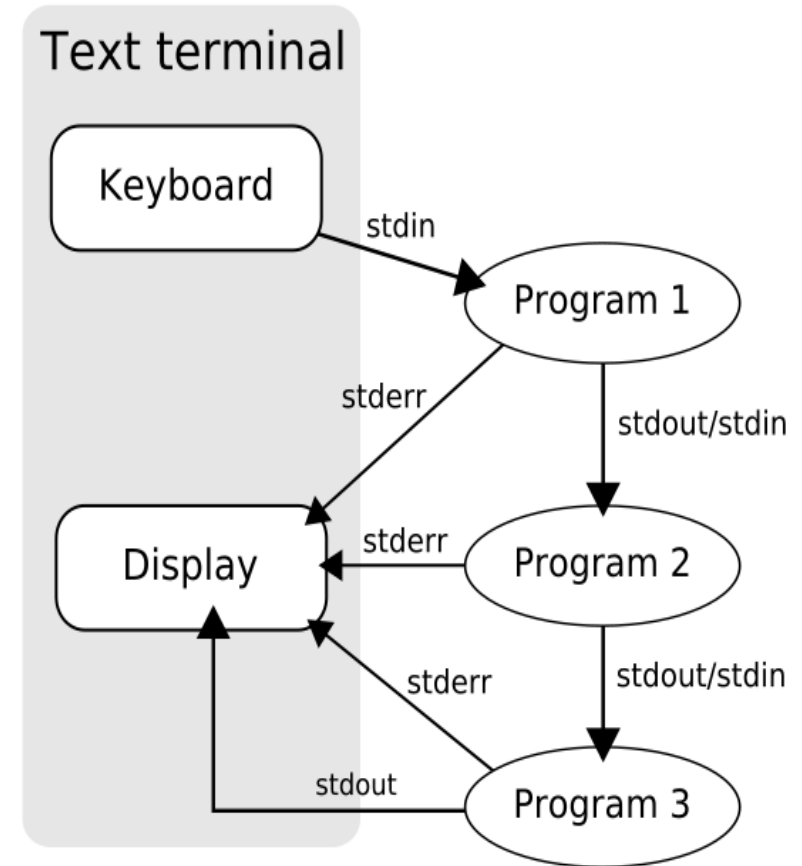 Text terminal
Keyboard
stdin
Program 1
stderr
stdout/stdin
stderr
Display
Program 2
stderr
stdout/stdin
stdout
Program 3